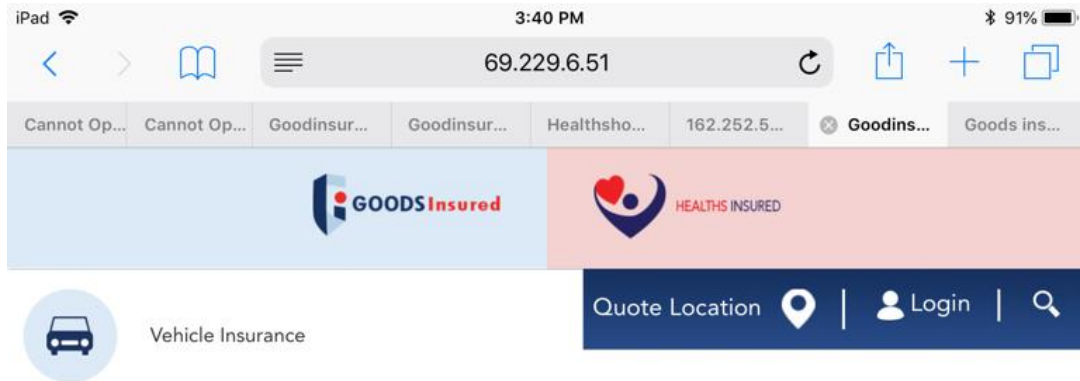 iPad 3:40 PM 91%
69.229.6.51
Cannot Op... Cannot Op... Goodinsur... Goodinsur... Healthsho... 162.252.5... Goodins... Goods ins...
GOODSInsured HEALTHS INSURED
Quote Location | Login |
Vehicle Insurance